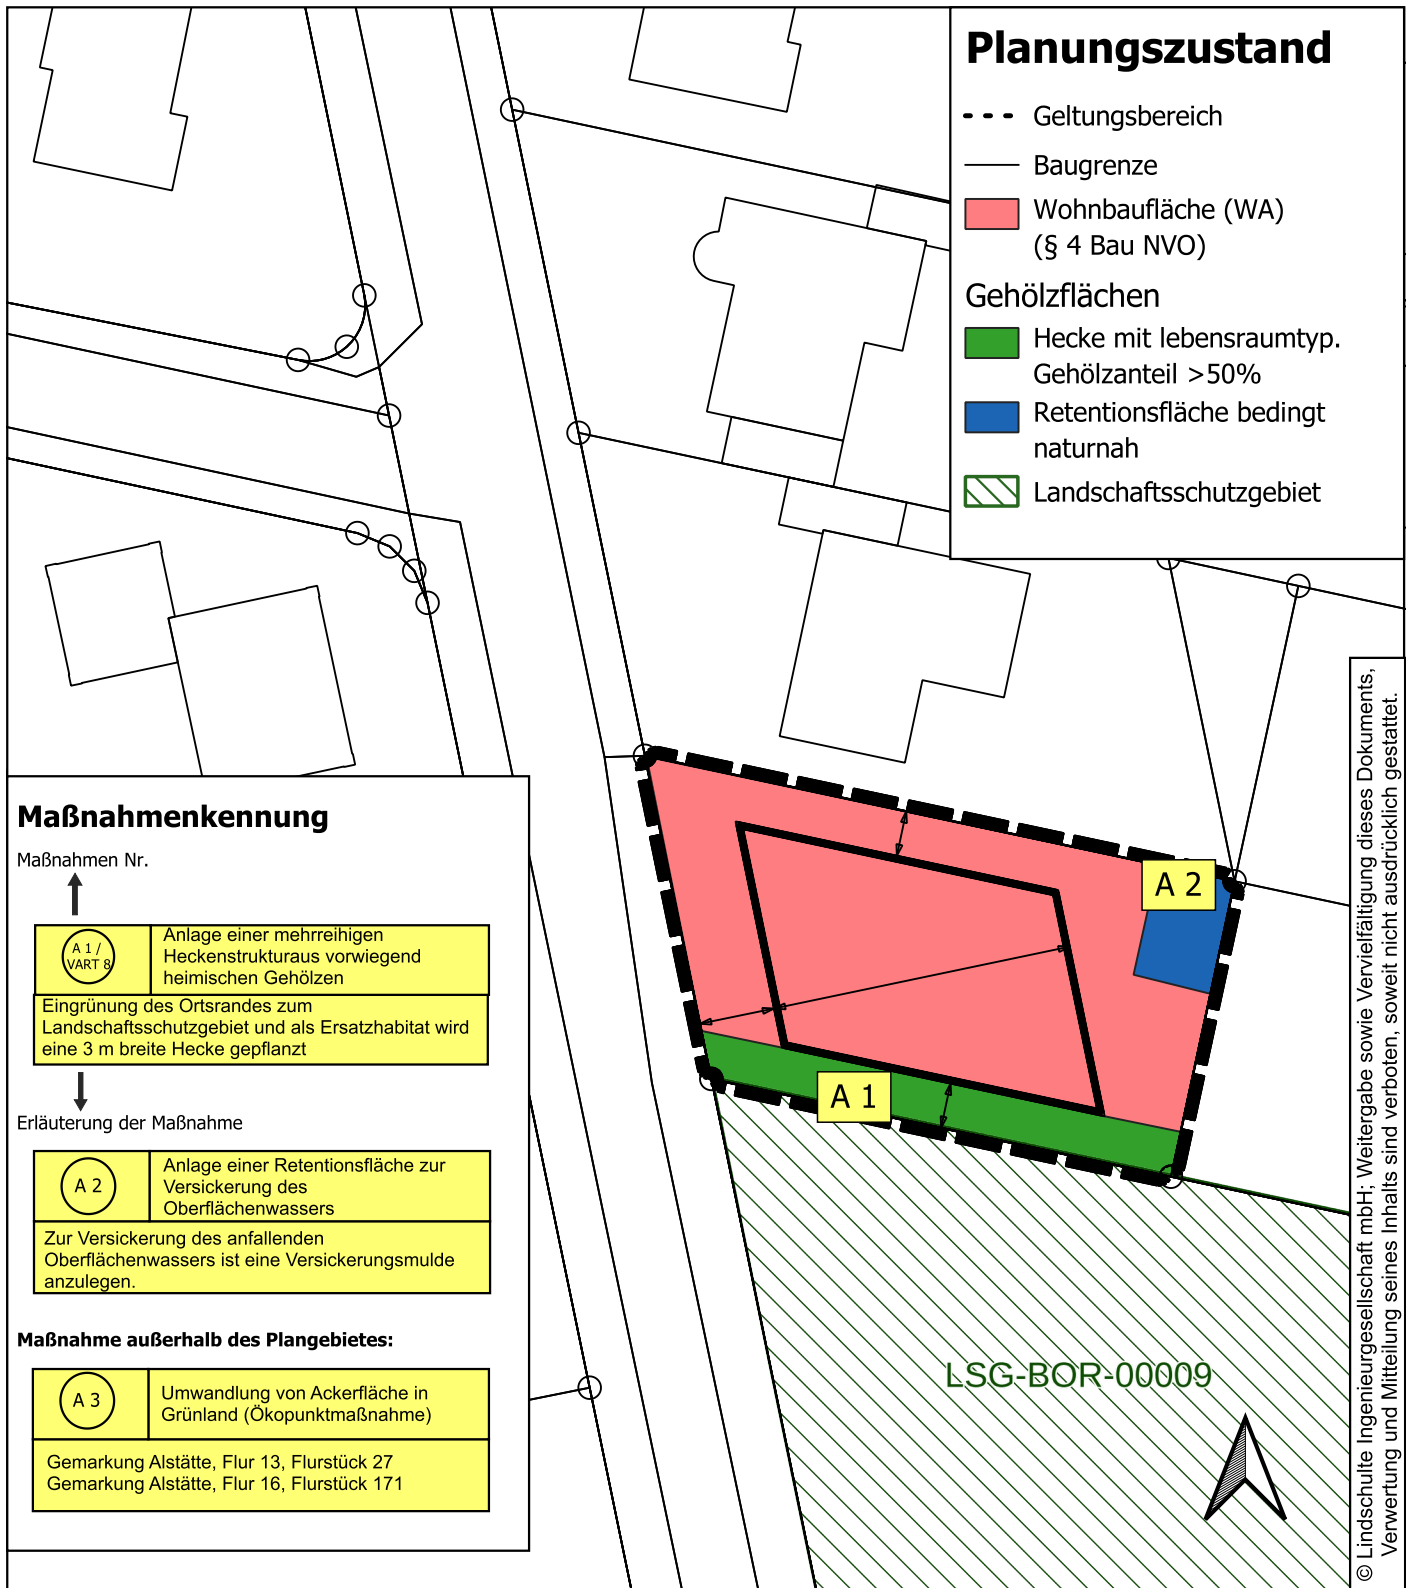 Planungszustand
Geltungsbereich
Baugrenze
Wohnbaufläche (WA)
(§ 4 Bau NVO)
Gehölzflächen
Hecke mit lebensraumtyp.
Gehölzanteil >50%
Retentionsfläche bedingt
naturnah
Landschaftsschutzgebiet
A 2
A 1
LSG-BOR-00009
Maßnahmenkennung
Maßnahmen Nr.
A 1 /
VART 8
Anlage einer mehrreihigen
Heckenstrukturaus vorwiegend
heimischen Gehölzen
Eingrünung des Ortsrandes zum
Landschaftsschutzgebiet und als Ersatzhabitat wird
eine 3 m breite Hecke gepflanzt
Erläuterung der Maßnahme
A 2
Anlage einer Retentionsfläche zur
Versickerung des
Oberflächenwassers
Zur Versickerung des anfallenden
Oberflächenwassers ist eine Versickerungsmulde
anzulegen.
Maßnahme außerhalb des Plangebietes:
A 3
Umwandlung von Ackerfläche in
Grünland (Ökopunktmaßnahme)
Gemarkung Alstätte, Flur 13, Flurstück 27
Gemarkung Alstätte, Flur 16, Flurstück 171
© Lindschulte Ingenieurgesellschaft mbH; Weitergabe sowie Vervielfältigung dieses Dokuments,
Verwertung und Mitteilung seines Inhalts sind verboten, soweit nicht ausdrücklich gestattet.